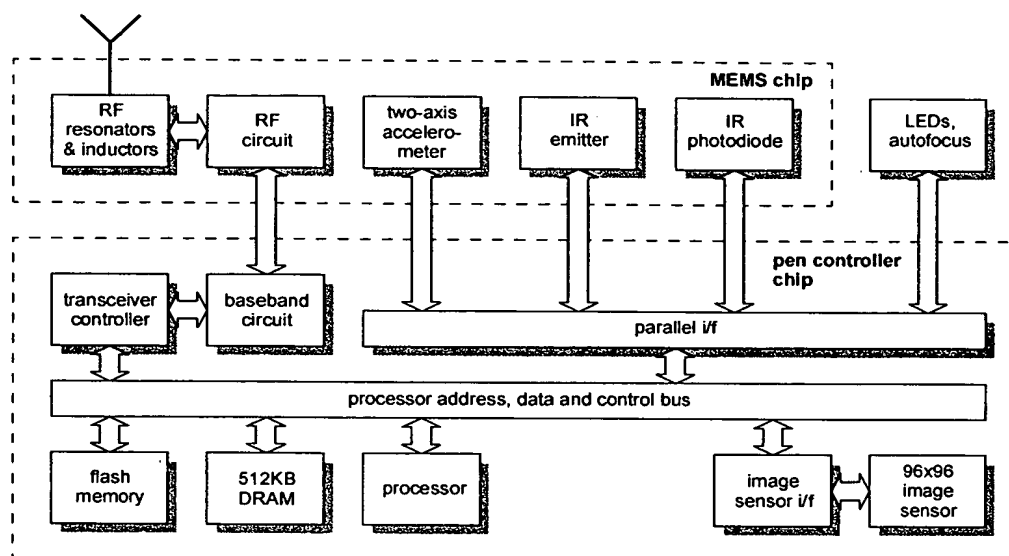 MEMS chip
RF
resonators
& inductors
RF
circuit
two-axis
accelero-
meter
IR
emitter
IR
photodiode
LEDs,
autofocus
pen controller
chip
transceiver
controller
baseband
circuit
parallel i/f
processor address, data and control bus
flash
memory
512KB
DRAM
processor
image
sensor i/f
96x96
image
sensor